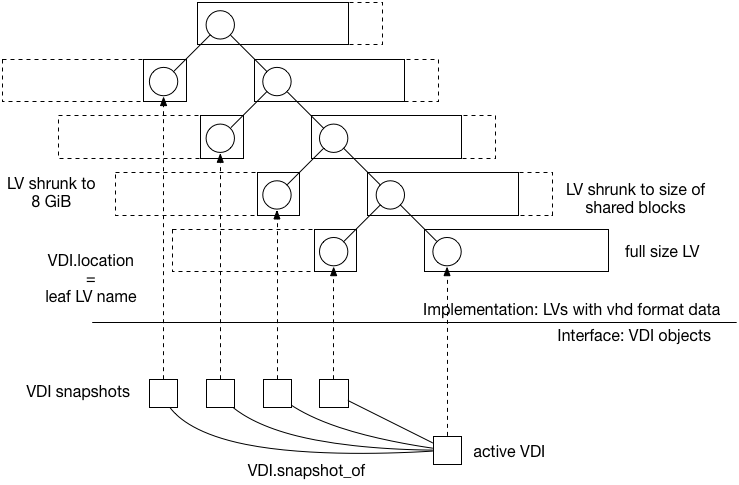 LV shrunk to
8 GiB
LV shrunk to size of
shared blocks
VDI.location
=
leaf LV name
full size LV
Implementation: LVs with vhd format data
Interface: VDI objects
VDI snapshots
active VDI
VDI.snapshot_of